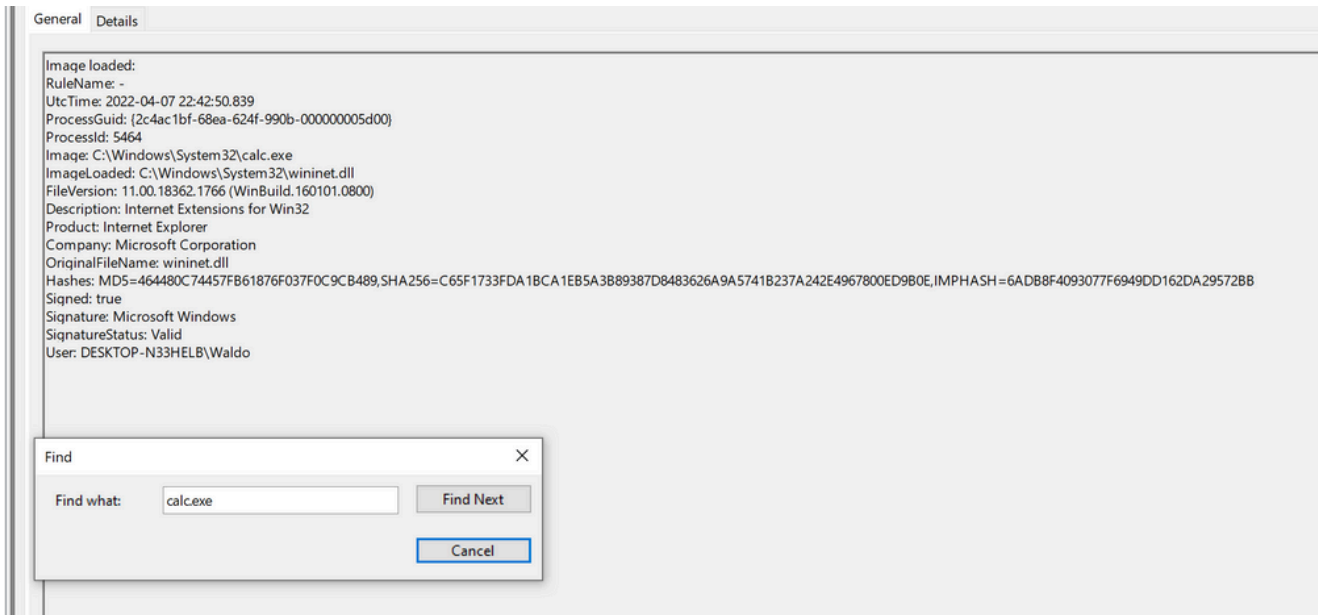 General Details
Image loaded:
RuleName: -
UtcTime: 2022-04-07 22:42:50.839
ProcessGuid: {2c4ac1bf-68ea-624f-990b-000000005d00}
ProcessId: 5464
Image: C:\Windows\System32\calc.exe
ImageLoaded: C:\Windows\System32\wininet.dll
FileVersion: 11.00.18362.1766 (WinBuild.160101.0800)
Description: Internet Extensions for Win32
Product: Internet Explorer
Company: Microsoft Corporation
OriginalFileName: wininet.dll
Hashes: MD5=464480C74457FB61876F037F0C9CB489,SHA256=C65F1733FDA1BCA1EB5A3B89387D8483626A9A5741B237A242E4967800ED9B0E,IMPHASH=6ADB8F4093077F6949DD162DA29572BB
Signed: true
Signature: Microsoft Windows
SignatureStatus: Valid
User: DESKTOP-N33HELB\Waldo
Find
Find what: calc.exe Find Next
Cancel